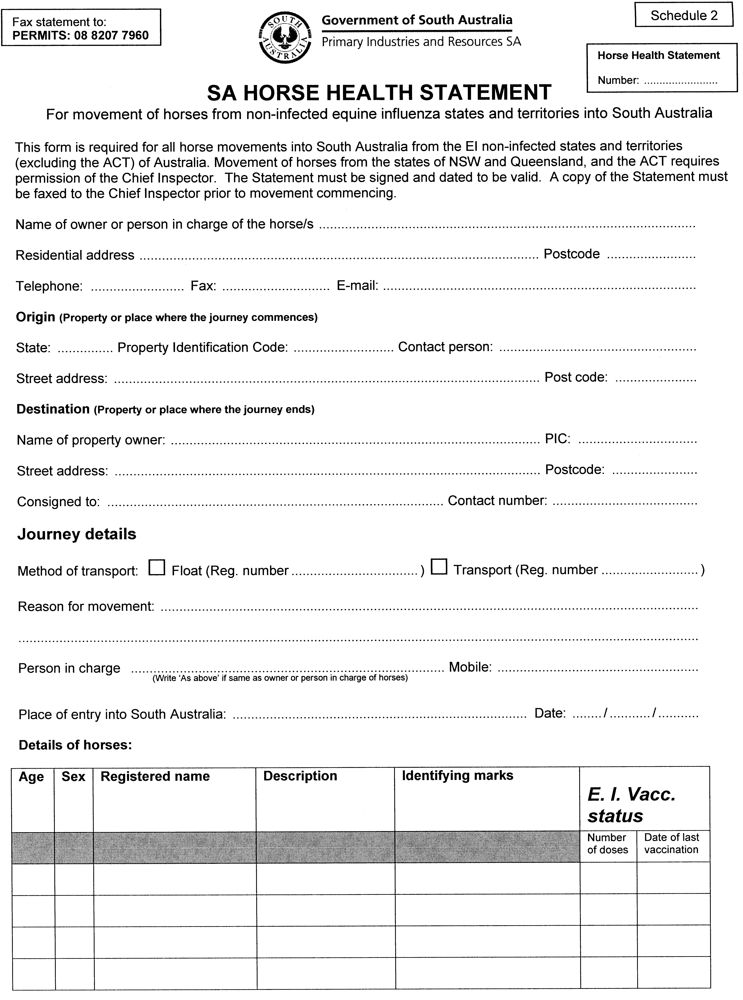 Fax statement to:
PERMITS: 08 8207 7960
SOUTH AUSTRALIA
Government of South Australia
Primary Industries and Resources SA
Schedule 2
Horse Health Statement
Number: ........................
SA HORSE HEALTH STATEMENT
For movement of horses from non-infected equine influenza states and territories into South Australia
This form is required for all horse movements into South Australia from the EI non-infected states and territories
(excluding the ACT) of Australia. Movement of horses from the states of NSW and Queensland, and the ACT requires
permission of the Chief Inspector. The Statement must be signed and dated to be valid. A copy of the Statement must
be faxed to the Chief Inspector prior to movement commencing.
Name of owner or person in charge of the horse/s ........................
Residential address ........................ Postcode ........................
Telephone: ........................ Fax: ........................ E-mail: ........................
Origin (Property or place where the journey commences)
State: ............... Property Identification Code: ........................ Contact person: ........................
Street address: ........................ Post code: ........................
Destination (Property or place where the journey ends)
Name of property owner: ........................ PIC: ........................
Street address: ........................ Postcode: ........................
Consigned to: ........................ Contact number: ........................
Journey details
Method of transport: ☐ Float (Reg. number ........................ ) ☐ Transport (Reg. number ........................ )
Reason for movement: ........................
........................
Person in charge ........................ Mobile: ........................
(Write ‘As above’ if same as owner or person in charge of horses)
Place of entry into South Australia: ........................ Date: ......../.........../...........
Details of horses:
Age Sex Registered name Description Identifying marks
E. I. Vacc.
status
Number
of doses
Date of last
vaccination